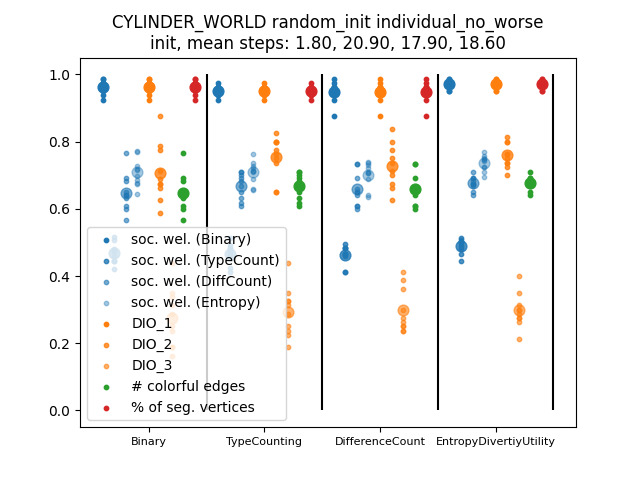 CYLINDER_WORLD random_init individual_no_worse
init, mean steps: 1.80, 20.90, 17.90, 18.60
1.0
0.8
0.6
0.4
0.2
0.0
soc. wel. (Binary)
soc. wel. (TypeCount)
soc. wel. (DiffCount)
soc. wel. (Entropy)
DIO_1
DIO_2
DIO_3
# colorful edges
% of seg. vertices
Binary TypeCounting DifferenceCount EntropyDivertiyUtility